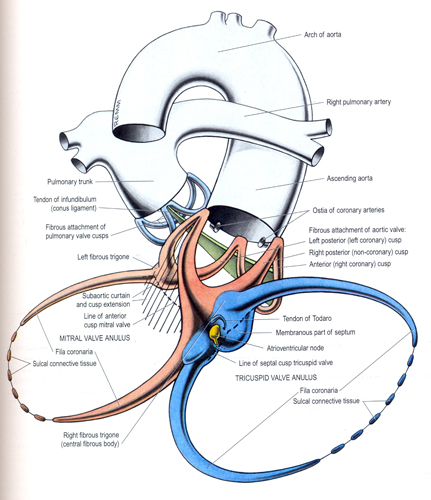 Arch of aorta
Right pulmonary artery
Pulmonary trunk
Ascending aorta
Tendon of infundibulum
(conus ligament)
Ostia of coronary arteries
Fibrous attachment of
pulmonary valve cusps
Fibrous attachment of aortic valve:
Left posterior (left coronary) cusp
Right posterior (non-coronary) cusp
Anterior (right coronary) cusp
Left fibrous trigone
Subaortic curtain
and cusp extension
Line of anterior
cusp mitral valve
MITRAL VALVE ANULUS
Fila coronaria
Sulcal connective tissue
Tendon of Todaro
Membranous part of septum
Atrioventricular node
Line of septal cusp tricuspid valve
TRICUSPID VALVE ANULUS
Fila coronaria
Sulcal connective tissue
Right fibrous trigone
(central fibrous body)